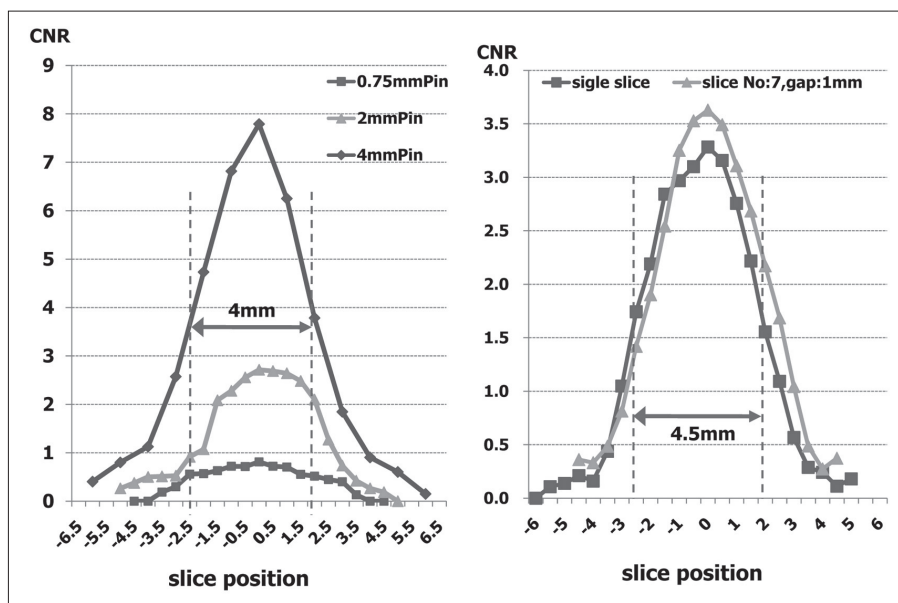 CNR
9
8
7
6
5
4
3
2
1
0
0.75mmPin
2mmPin
4mmPin
4mm
-6.5 -5.5 -4.5 -3.5 -2.5 -1.5 -0.5 0.5 1.5 2.5 3.5 4.5 5.5 6.5
slice position
CNR
4.0
3.5
3.0
2.5
2.0
1.5
1.0
0.5
0.0
sigle slice
slice No:7,gap:1mm
4.5mm
-6 -5 -4 -3 -2 -1 0 1 2 3 4 5 6
slice position